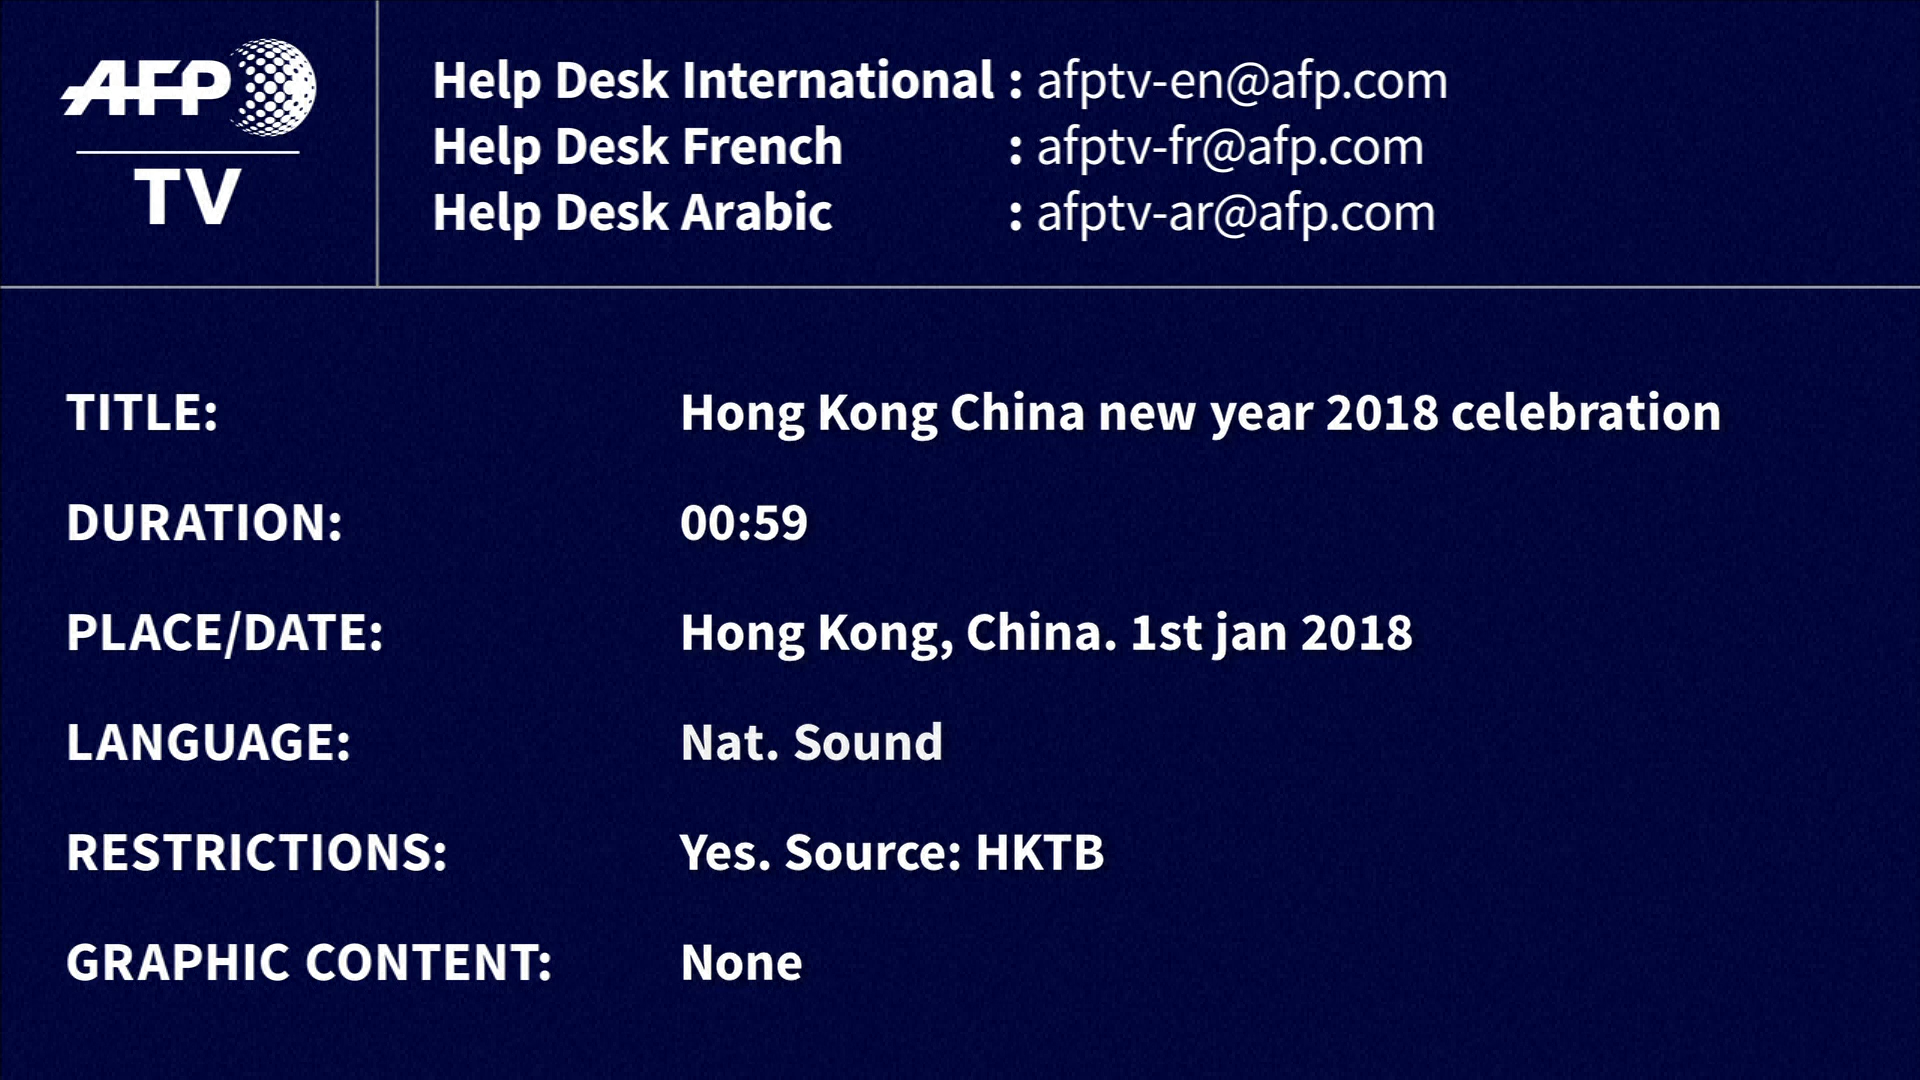 AFP
TV
Help Desk International : afptv-en@afp.com
Help Desk French : afptv-fr@afp.com
Help Desk Arabic : afptv-ar@afp.com
TITLE: Hong Kong China new year 2018 celebration
DURATION: 00:59
PLACE/DATE: Hong Kong, China. 1st jan 2018
LANGUAGE: Nat. Sound
RESTRICTIONS: Yes. Source: HKTB
GRAPHIC CONTENT: None